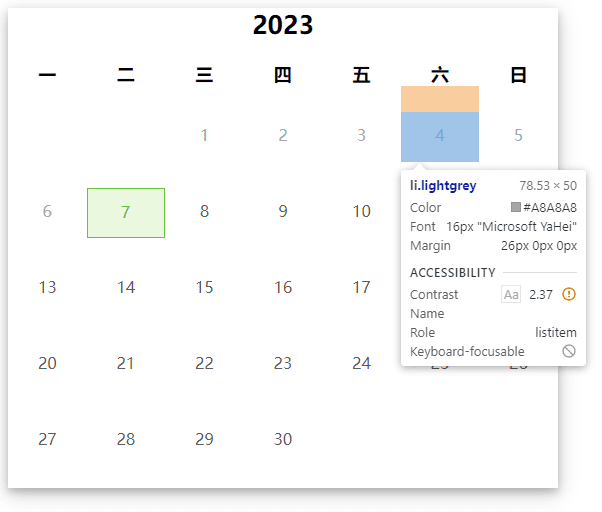 2023
一 二 三 四 五 六 日
1 2 3 4 5
6 7 8 9 10
13 14 15 16 17
20 21 22 23 24
27 28 29 30
li.lightgrey 78.53 × 50
Color #A8A8A8
Font 16px "Microsoft YaHei"
Margin 26px 0px 0px
ACCESSIBILITY
Contrast Aa 2.37
Name
Role listitem
Keyboard-focusable